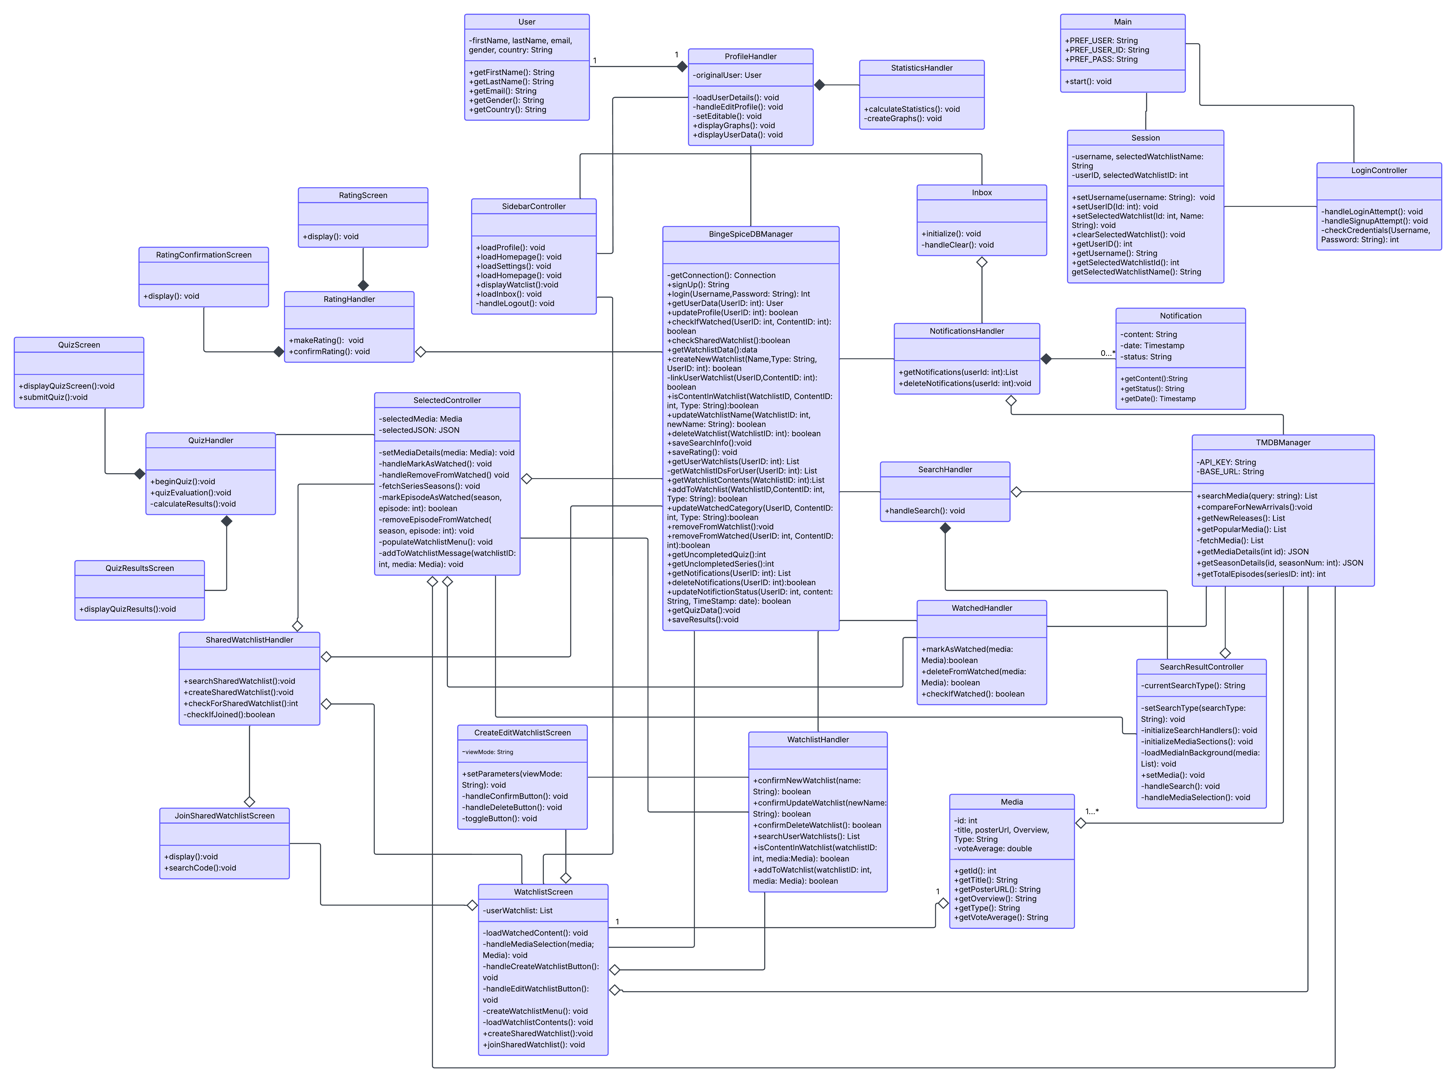 User
-firstName, lastName, email,
gender, country: String
+getFirstName(): String
+getLastName(): String
+getEmail(): String
+getGender(): String
+getCountry(): String
1
1
ProfileHandler
-originalUser: User
-loadUserDetails(): void
-handleEditProfile(): void
-setEditable(): void
+displayGraphs(): void
+displayUserData(): void
StatisticsHandler
+calculateStatistics(): void
-createGraphs(): void
Main
+PREF_USER: String
+PREF_USER_ID: String
+PREF_PASS: String
+start(): void
Session
-username, selectedWatchlistName:
String
-userID, selectedWatchlistID: int
+setUsername(username: String):  void
+setUserID(Id: int): void
+setSelectedWatchlist(Id: int, Name:
String): void
+clearSelectedWatchlist(): void
+getUserID(): int
+getUsername(): String
+getSelectedWatchlistId(): int
getSelectedWatchlistName(): String
LoginController
-handleLoginAttempt(): void
-handleSignupAttempt(): void
-checkCredentials(Username,
Password: String): int
RatingScreen
+display(): void
SidebarController
+loadProfile(): void
+loadHomepage(): void
+loadSettings(): void
+loadHomepage(): void
+displayWatclist(): void
+loadInbox(): void
-handleLogout(): void
Inbox
+initialize(): void
-handleClear(): void
RatingConfirmationScreen
+display(): void
RatingHandler
+makeRating():  void
+confirmRating(): void
BingeSpiceDBManager
-getConnection(): Connection
+signUp(): String
+login(Username,Password: String): Int
+getUserData(UserID: int): User
+updateProfile(UserID: int): boolean
+checkIfWatched(UserID: int, ContentID: int):
boolean
+checkSharedWatchlist():boolean
+getWatchlistData():data
+createNewWatchlist(Name,Type: String,
UserID: int): boolean
-linkUserWatchlist(UserID,ContentID: int):
boolean
+isContentInWatchlist(WatchlistID, ContentID:
int, Type: String):boolean
+updateWatchlistName(WatchlistID: int,
newName: String): boolean
+deleteWatchlist(WatchlistID: int): boolean
+saveSearchInfo():void
+saveRating(): void
+getUserWatchlists(UserID: int): List
-getWatchlistIDsForUser(UserID: int): List
+getWatchlistContents(WatchlistID: int):List
+addToWatchlist(WatchlistID,ContentID: int,
Type: String): boolean
+updateWatchedCategory(UserID, ContentID:
int, Type: String):boolean
+removeFromWatchlist():void
+removeFromWatched(UserID: int, ContentID:
int):boolean
+getUncompletedQuiz():int
+getUnclompletedSeries():int
+getNotifications(UserID: int): List
+deleteNotifications(UserID: int):boolean
+updateNotifictionStatus(UserID: int, content:
String, TimeStamp: date): boolean
+getQuizData():void
+saveResults():void
NotificationsHandler
+getNotifications(userId: int):List
+deleteNotifications(userId: int):void
0...*
Notification
-content: String
-date: Timestamp
-status: String
+getContent():String
+getStatus(): String
+getDate(): Timestamp
QuizScreen
+displayQuizScreen():void
+submitQuiz():void
QuizHandler
+beginQuiz():void
+quizEvaluation(): void
-calculateResults(): void
SelectedController
-selectedMedia: Media
-selectedJSON: JSON
-setMediaDetails(media: Media): void
-handleMarkAsWatched(): void
-handleRemoveFromWatched() void
-fetchSeriesSeasons(): void
-markEpisodeAsWatched(season,
episode: int): boolean
-removeEpisodeFromWatched(
season, episode: int): void
-populateWatchlistMenu(): void
-addToWatchlistMessage(watchlistID:
int, media: Media): void
SearchHandler
+handleSearch(): void
TMDBManager
-API_KEY: String
-BASE_URL: String
+searchMedia(query: string): List
+compareForNewArrivals():void
+getNewReleases(): List
+getPopularMedia(): List
-fetchMedia(): List
+getMediaDetails(int id): JSON
+getSeasonDetails(id, seasonNum: int): JSON
+getTotalEpisodes(seriesID: int): int
QuizResultsScreen
+displayQuizResults():void
SharedWatchlistHandler
+searchSharedWatchlist():void
+createSharedWatchlist():void
+checkForSharedWatchlist():int
-checkIfJoined():boolean
WatchedHandler
+markAsWatched(media:
Media):boolean
+deleteFromWatched(media:
Media): boolean
+checkIfWatched(): boolean
SearchResultController
-currentSearchType(): String
-setSearchType(searchType:
String): void
-initializeSearchHandlers(): void
-initializeMediaSections(): void
-loadMediaInBackground(media:
List): void
+setMedia(): void
-handleSearch(): void
-handleMediaSelection(): void
CreateEditWatchlistScreen
-viewMode: String
+setParameters(viewMode:
String): void
-handleConfirmButton(): void
-handleDeleteButton(): void
-toggleButton(): void
WatchlistHandler
+confirmNewWatchlist(name:
String): boolean
+confirmUpdateWatchlist(newName:
String): boolean
+confirmDeleteWatchlist(): boolean
+searchUserWatchlists(): List
+isContentInWatchlist(watchlistID:
int, media:Media): boolean
+addToWatchlist(watchlistID: int,
media: Media): boolean
Media
-id: int
-title, posterUrl, Overview,
Type: String
-voteAverage: double
+getId(): int
+getTitle(): String
+getPosterURL(): String
+getOverview(): String
+getType(): String
+getVoteAverage(): String
1...*
JoinSharedWatchlistScreen
+display():void
+searchCode():void
WatchlistScreen
-userWatchlist: List
-loadWatchedContent(): void
-handleMediaSelection(media;
Media): void
-handleCreateWatchlistButton():
void
-handleEditWatchlistButton():
void
-createWatchlistMenu(): void
-loadWatchlistContents(): void
+createSharedWatchlist():void
+joinSharedWatchlist(): void
1
1